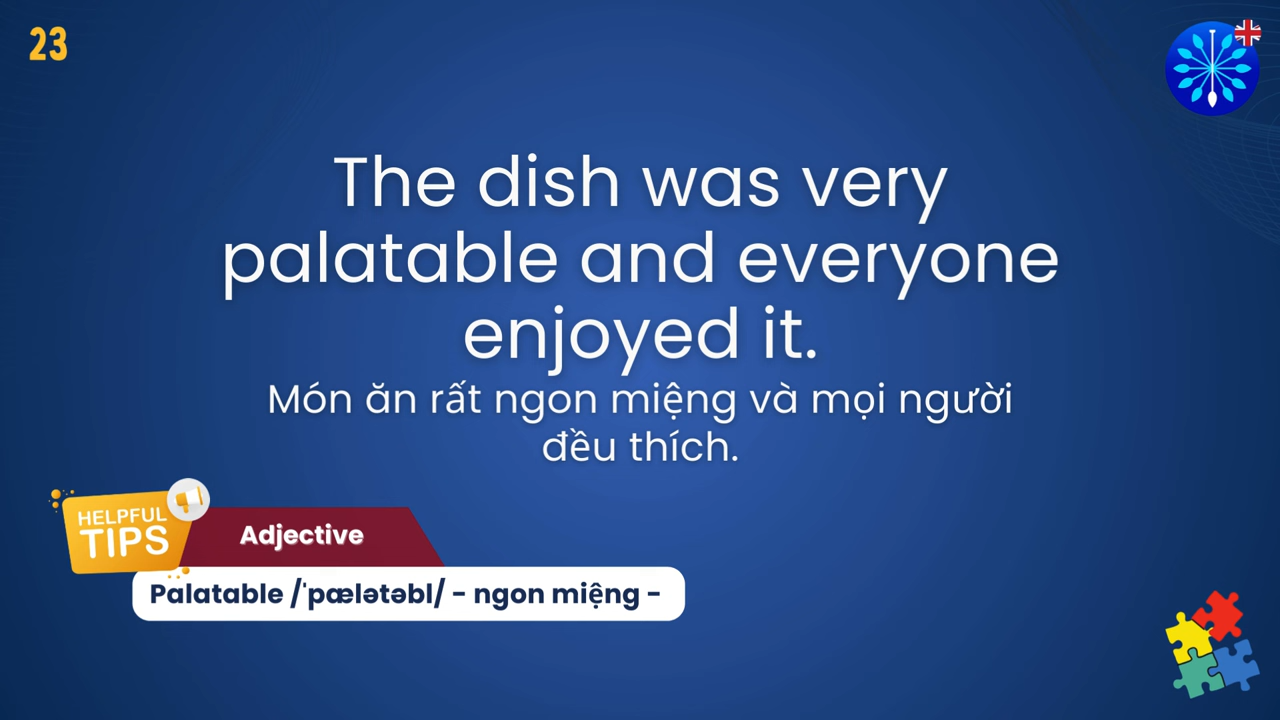 23
The dish was very
palatable and everyone
enjoyed it.
Món ăn rất ngon miệng và mọi người
đều thích.
HELPFUL
TIPS
Adjective
Palatable /ˈpælətəbl/ - ngon miệng -